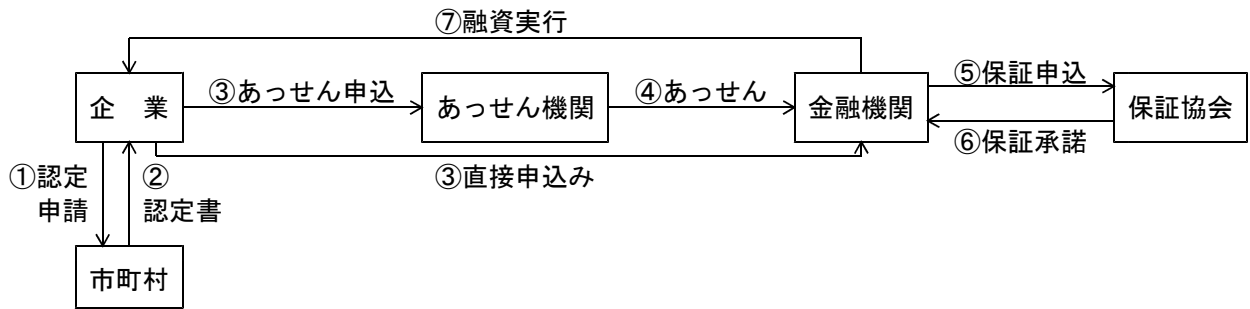 ⑦融資実行
企　業
③あっせん申込
あっせん機関
④あっせん
金融機関
⑤保証申込
保証協会
⑥保証承諾
③直接申込み
①認定
申請
②
認定書
市町村